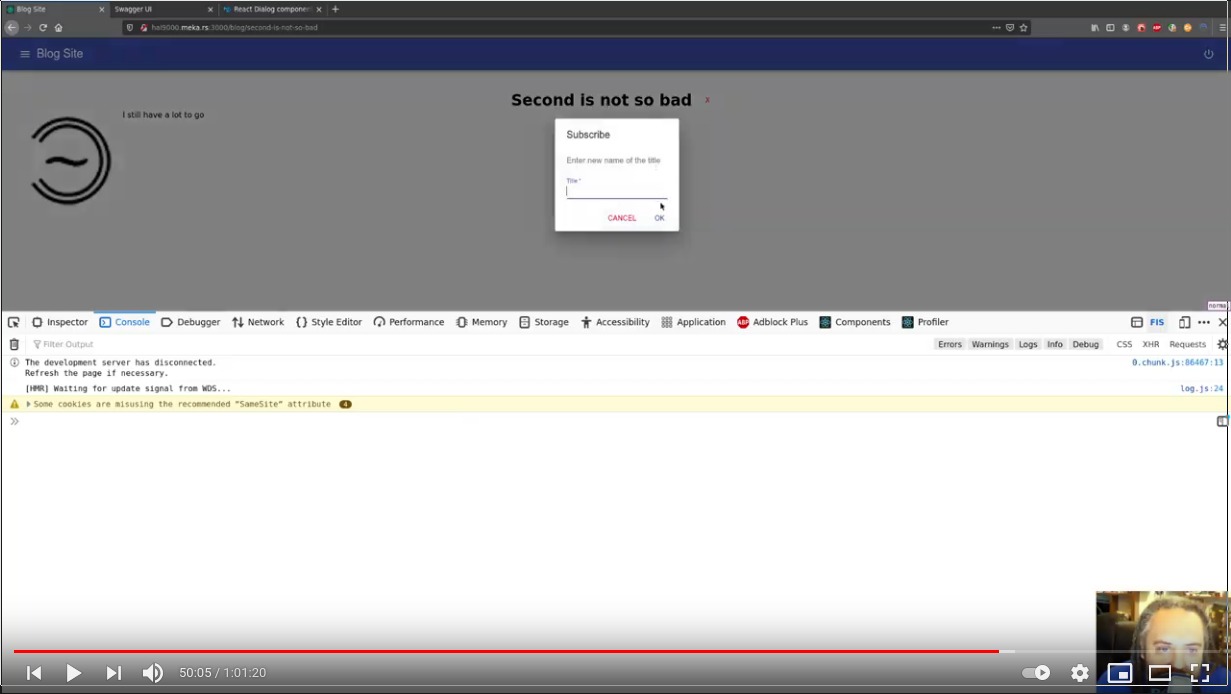 Blog Site
Swagger UI
React Dialog componen
hal9000.meka.rs:3000/blog/second-is-not-so-bad
Blog Site
Second is not so bad x
I still have a lot to go
Subscribe
Enter new name of the title
Title *
CANCEL OK
Inspector Console Debugger Network Style Editor Performance Memory Storage Accessibility Application Adblock Plus Components Profiler FIS
Filter Output Errors Warnings Logs Info Debug CSS XHR Requests
The development server has disconnected. 0.chunk.js:86467:13
Refresh the page if necessary.
[HMR] Waiting for update signal from WDS... log.js:24
Some cookies are misusing the recommended "SameSite" attribute 4
50:05 / 1:01:20